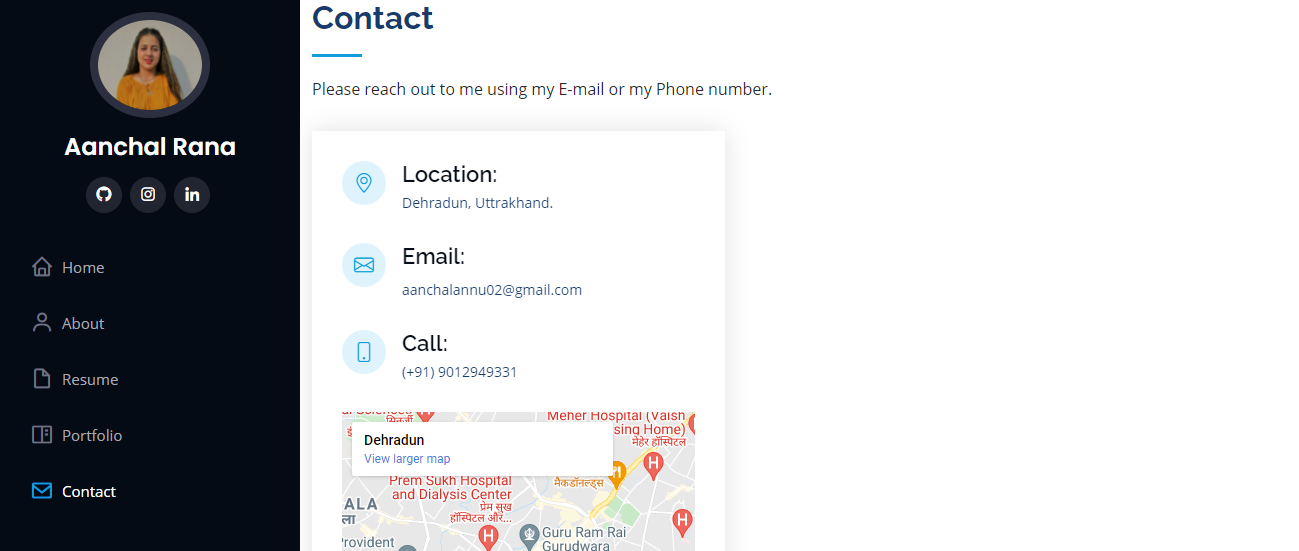 Aanchal Rana
Home
About
Resume
Portfolio
Contact
Contact
Please reach out to me using my E-mail or my Phone number.
Location:
Dehradun, Uttrakhand.
Email:
aanchalannu02@gmail.com
Call:
(+91) 9012949331
Dehradun
View larger map
Meher Hospital (Vaish
sing Home)
मेहेर हॉस्पिटल
मैकडॉनल्ड्स
Prem Sukh Hospital
and Dialysis Center
प्रेम सुख
हॉस्पिटल और...
ALA
ला
Guru Ram Rai
Gurudwara
Provident